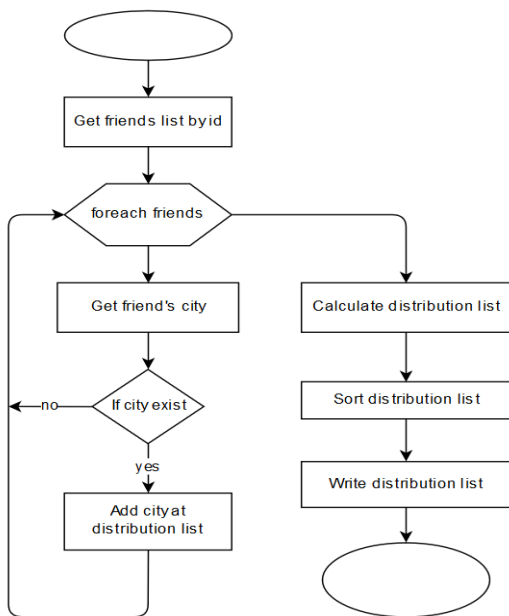 Get friends list by id
foreach friends
Get friend's city
If city exist
no
yes
Add city at
distribution list
Calculate distribution list
Sort distribution list
Write distribution list